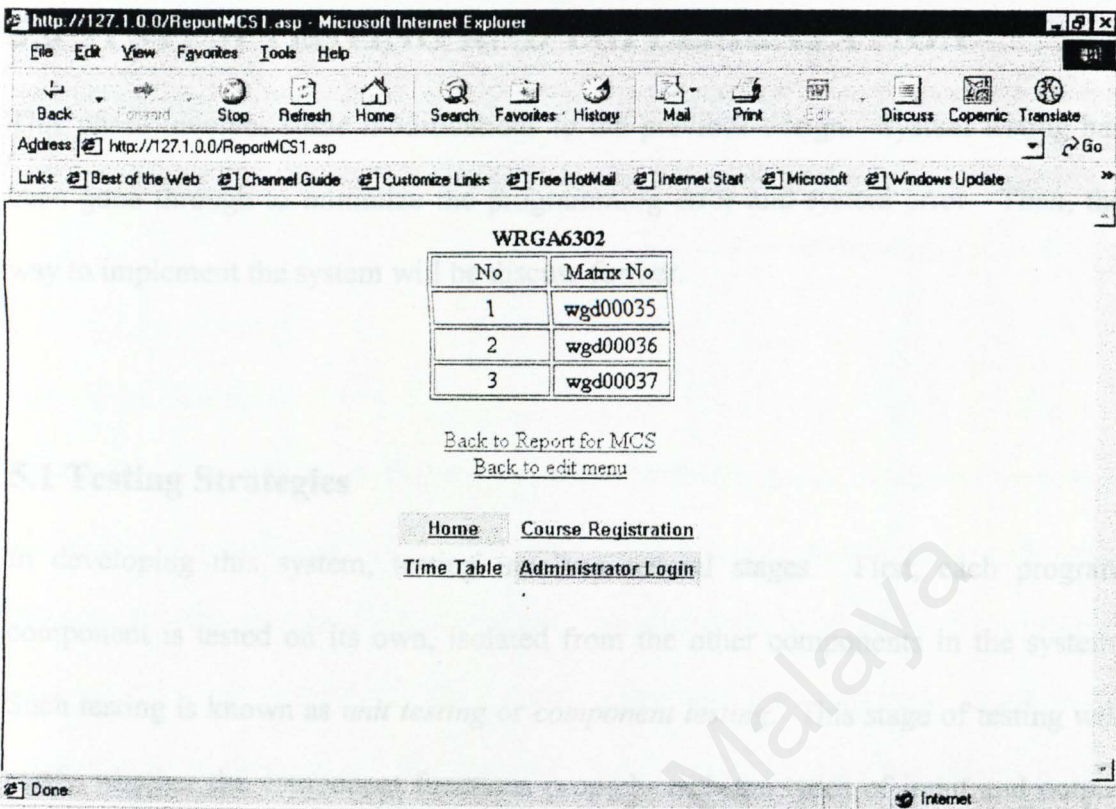 http://127.1.0.0/ReportMCS1.asp - Microsoft Internet Explorer
File Edit View Favorites Tools Help
Back Forward Stop Refresh Home Search Favorites History Mail Print Edit Discuss Copernic Translate
Address http://127.1.0.0/ReportMCS1.asp Go
Links Best of the Web Channel Guide Customize Links Free HotMail Internet Start Microsoft Windows Update
programming
way to implement the system will
WRGA6302
No Matrix No
1 wgd00035
2 wgd00036
3 wgd00037
Back to Report for MCS
Back to edit menu
5.1 Testing Strategies
Home Course Registration
In developing this system, stages. First, each program
Time Table Administrator Login
component is tested on its own, isolated from the other components in the system.
Such testing is known as unit testing or component testing. This stage of testing
Malaya
Done Internet